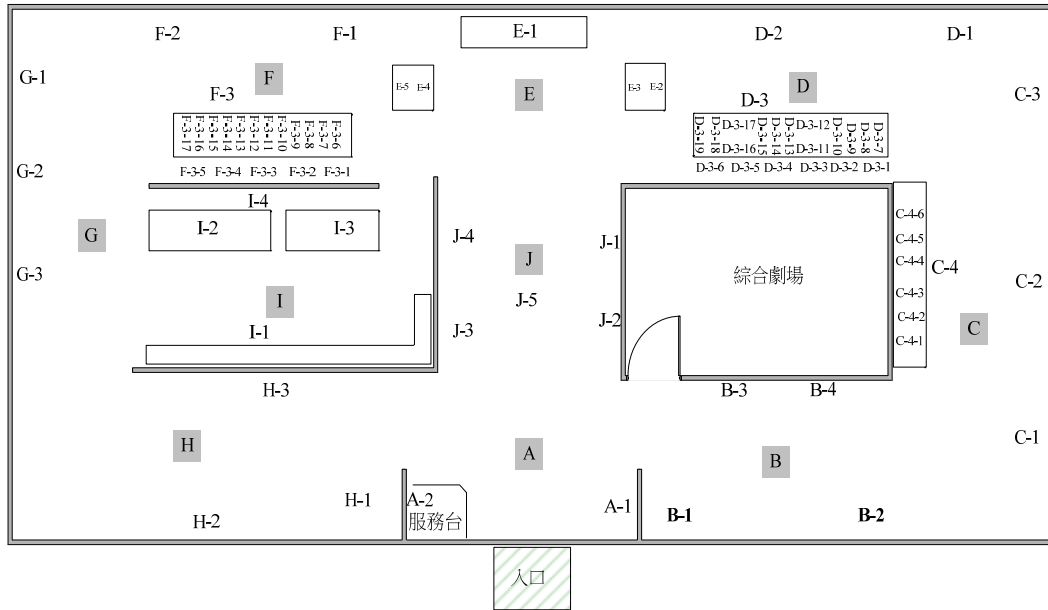 F-2 F-1 E-1 D-2 D-1
G-1 F E-5 E-4 E E-3 E-2 D C-3
F-3 D-3
F-3-17 F-3-16 F-3-15 F-3-14 F-3-13 F-3-12 F-3-11 F-3-10 F-3-9 F-3-8 F-3-7 F-3-6
D-3-19 D-3-18 D-3-17 D-3-16 D-3-15 D-3-14 D-3-13 D-3-12 D-3-11 D-3-10 D-3-9 D-3-8 D-3-7
G-2 F-3-5 F-3-4 F-3-3 F-3-2 F-3-1 D-3-6 D-3-5 D-3-4 D-3-3 D-3-2 D-3-1
I-4
G I-2 I-3 J-4 J J-1 綜合劇場
C-4-6
C-4-5
C-4-4
C-4-3
C-4-2
C-4-1
C-4 C-2 C
G-3 I J-5
I-1 J-3 J-2
H-3 B-3 B-4
H A B C-1
H-1 A-2 A-1
H-2 服務台 B-1 B-2
入口